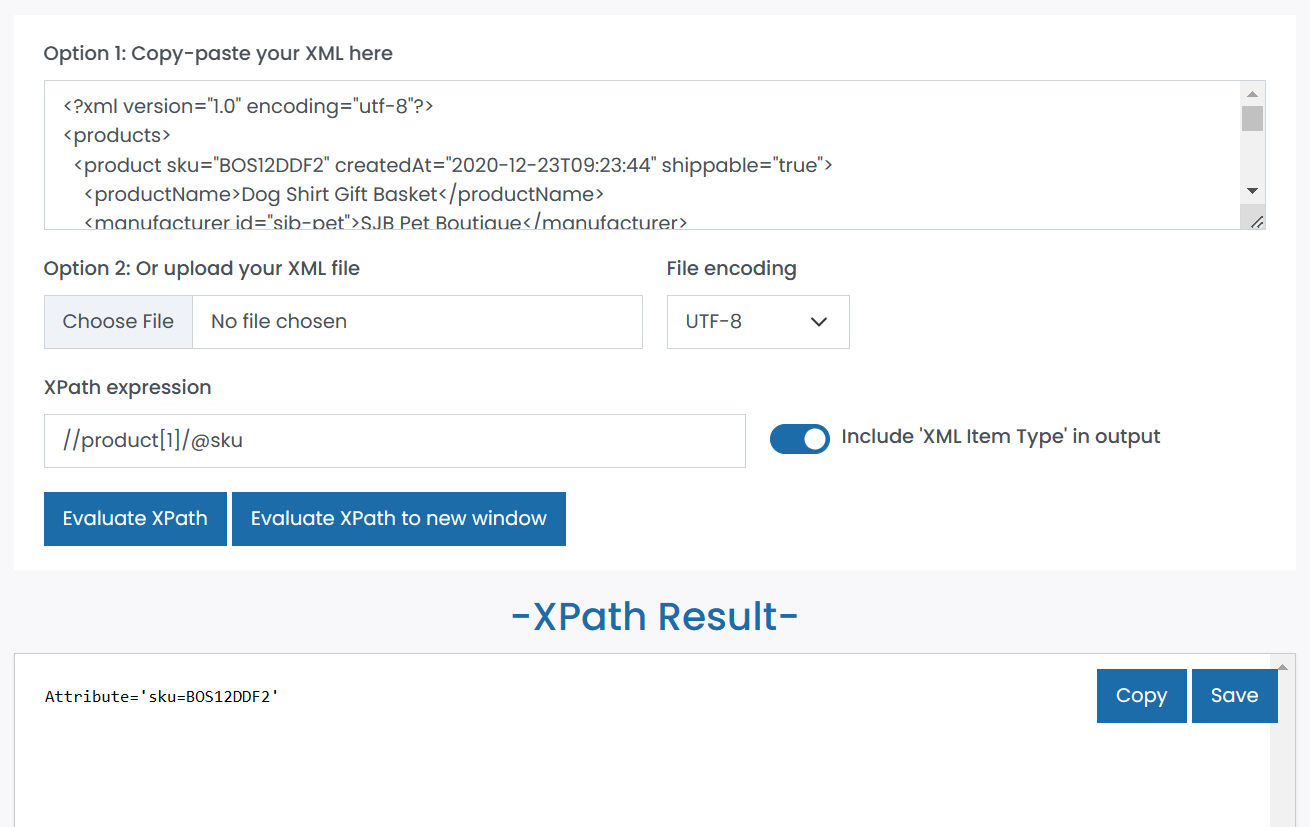 Option 1: Copy-paste your XML here
<?xml version="1.0" encoding="utf-8"?>
<products>
<product sku="BOS12DDF2" createdAt="2020-12-23T09:23:44" shippable="true">
<productName>Dog Shirt Gift Basket</productName>
<manufacturer id="sjb-pet">SJB Pet Boutique</manufacturer>
Option 2: Or upload your XML file
File encoding
Choose File No file chosen
UTF-8
XPath expression
//product[1]/@sku
Include 'XML Item Type' in output
Evaluate XPath
Evaluate XPath to new window
-XPath Result-
Attribute='sku=BOS12DDF2'
Copy
Save